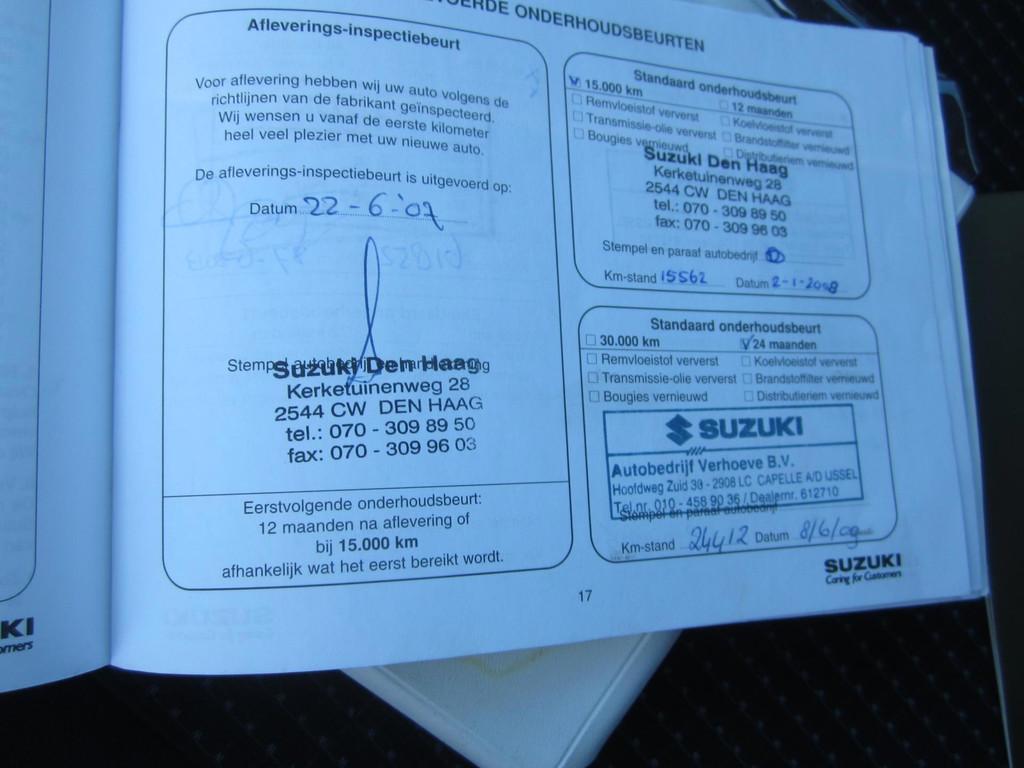 ONDERHOUDSBEURTEN
Afleverings-inspectiebeurt
Voor aflevering hebben wij uw auto volgens de
richtlijnen van de fabrikant geïnspecteerd.
Wij wensen u vanaf de eerste kilometer
heel veel plezier met uw nieuwe auto.
De afleverings-inspectiebeurt is uitgevoerd op:
Datum 22-6-'07
Suzuki Den Haag
Kerketuinenweg 28
2544 CW DEN HAAG
tel.: 070 - 309 89 50
fax: 070 - 309 96 03
Eerstvolgende onderhoudsbeurt:
12 maanden na aflevering of
bij 15.000 km
afhankelijk wat het eerst bereikt wordt.
Standaard onderhoudsbeurt
15.000 km 12 maanden
Remvloeistof ververst Koelvloeistof ververst
Transmissie-olie ververst Brandstoffilter vernieuwd
Bougies vernieuwd Distributieriem vernieuwd
Suzuki Den Haag
Kerketuinenweg 28
2544 CW DEN HAAG
tel.: 070 - 309 89 50
fax: 070 - 309 96 03
Stempel en paraaf autobedrijf
Km-stand 15562 Datum 2-1-2008
Standaard onderhoudsbeurt
30.000 km 24 maanden
Remvloeistof ververst Koelvloeistof ververst
Transmissie-olie ververst Brandstoffilter vernieuwd
Bougies vernieuwd Distributieriem vernieuwd
SUZUKI
Autobedrijf Verhoeve B.V.
Hoofdweg Zuid 39 - 2908 LC CAPELLE A/D IJSSEL
Tel.nr. 010 - 458 90 36 / Dealernr. 612710
Stempel en paraaf autobedrijf
Km-stand 24412 Datum 8/6/09
SUZUKI
Caring for Customers
17
KI
mers